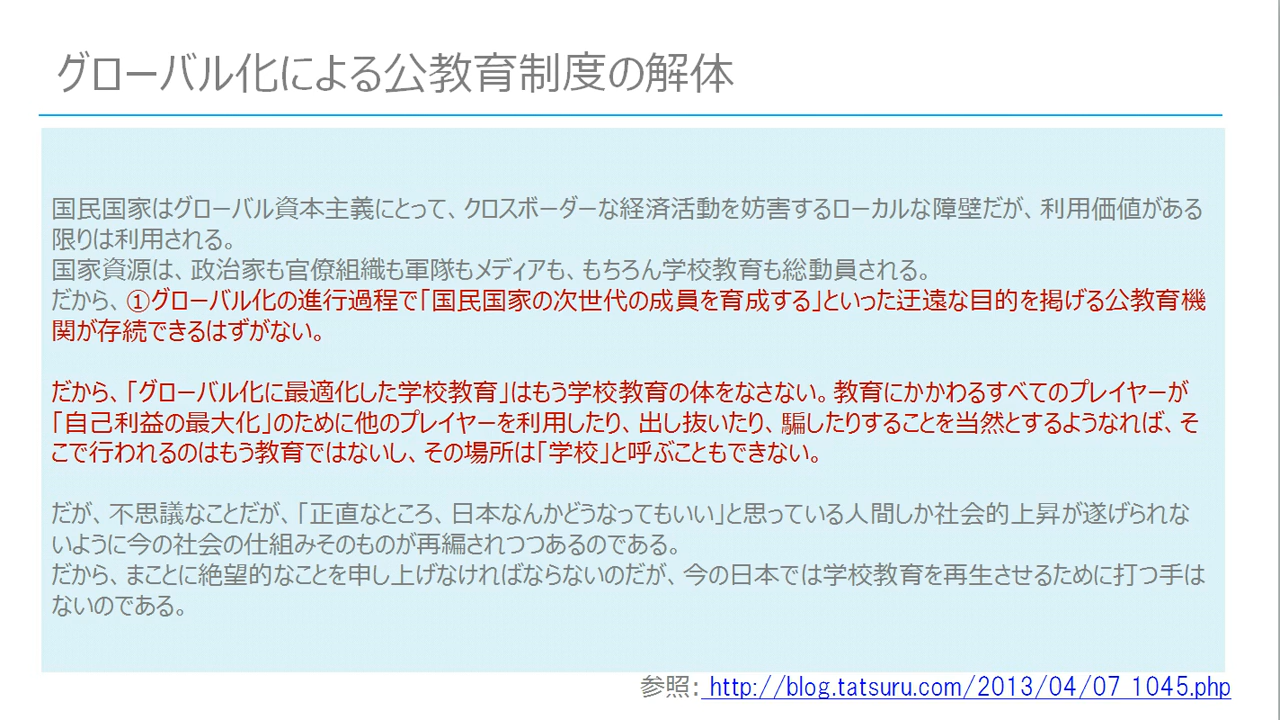 グローバル化による公教育制度の解体
国民国家はグローバル資本主義にとって、クロスボーダーな経済活動を妨害するローカルな障壁だが、利用価値がある
限りは利用される。
国家資源は、政治家も官僚組織も軍隊もメディアも、もちろん学校教育も総動員される。
だから、①グローバル化の進行過程で「国民国家の次世代の成員を育成する」といった迂遠な目的を掲げる公教育機
関が存続できるはずがない。
だから、「グローバル化に最適化した学校教育」はもう学校教育の体をなさない。教育にかかわるすべてのプレイヤーが
「自己利益の最大化」のために他のプレイヤーを利用したり、出し抜いたり、騙したりすることを当然とするようなれば、そ
こで行われるのはもう教育ではないし、その場所は「学校」と呼ぶこともできない。
だが、不思議なことだが、「正直なところ、日本なんかどうなってもいい」と思っている人間しか社会的上昇が遂げられな
いように今の社会の仕組みそのものが再編されつつあるのである。
だから、まことに絶望的なことを申し上げなければならないのだが、今の日本では学校教育を再生させるために打つ手は
ないのである。
参照: http://blog.tatsuru.com/2013/04/07_1045.php